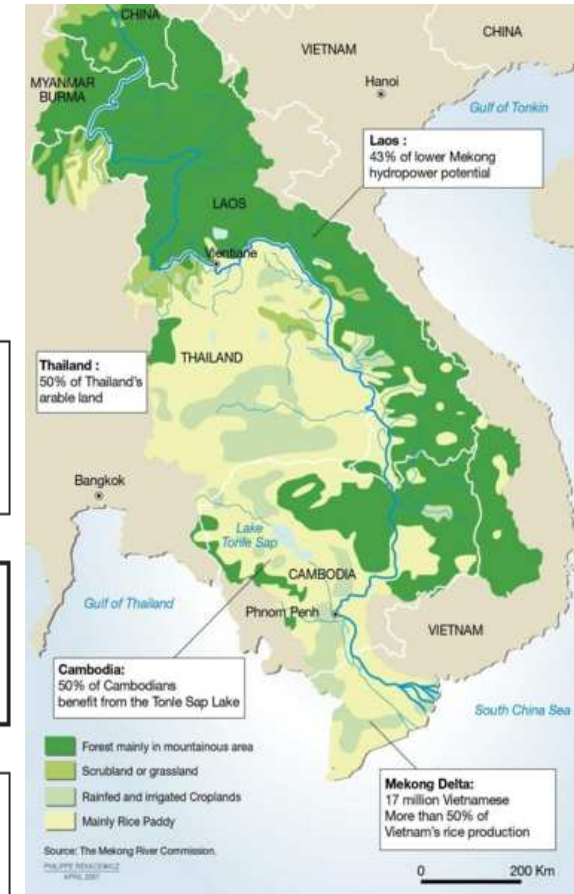 CHINA
CHINA
VIETNAM
MYANMAR
BURMA
Hanoi
Gulf of Tonkin
Laos :
43% of lower Mekong
hydropower potential
LAOS
Vientiane
Thailand :
50% of Thailand's
arable land
THAILAND
Bangkok
Lake
Tonle Sap
CAMBODIA
Gulf of Thailand
Phnom Penh
VIETNAM
Cambodia:
50% of Cambodians
benefit from the Tonle Sap Lake
South China Sea
Forest mainly in mountainous area
Scrubland or grassland
Rainfed and irrigated Croplands
Mainly Rice Paddy
Mekong Delta:
17 million Vietnamese
More than 50% of
Vietnam's rice production
Source: The Mekong River Commission.
PHILIPPE REKACEWICZ
APRIL 2007
0 200 Km